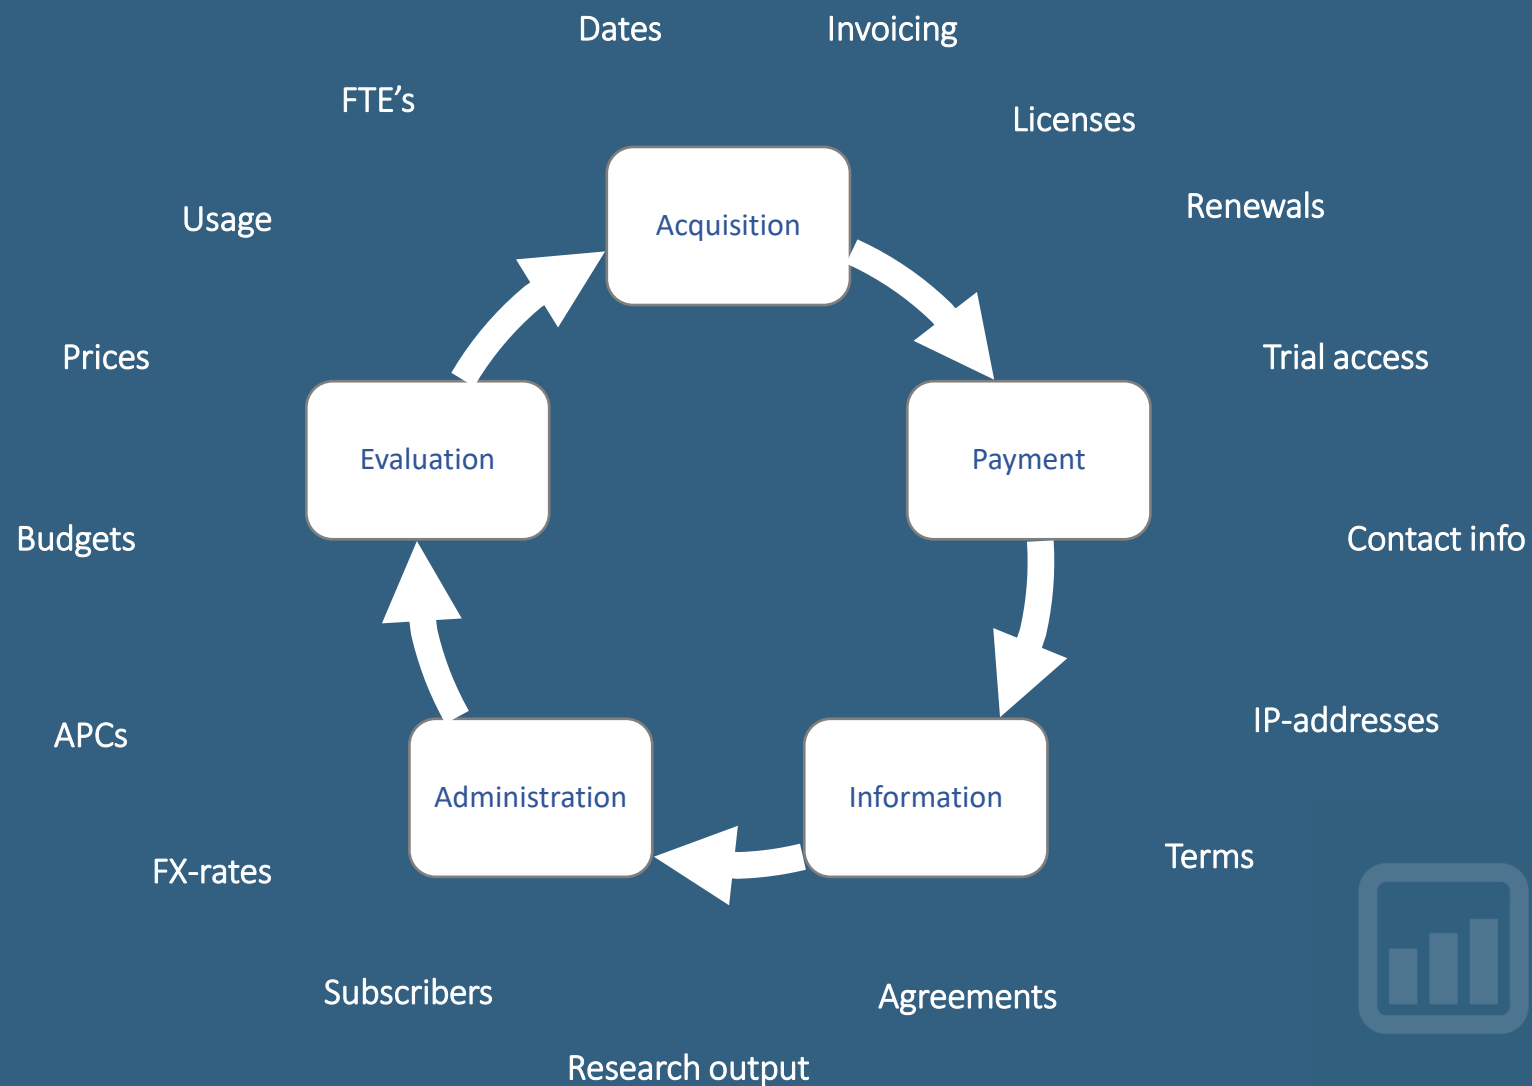 Dates
Invoicing
FTE’s
Licenses
Renewals
Usage
Acquisition
Prices
Trial access
Evaluation
Payment
Budgets
Contact info
IP-addresses
APCs
Administration
Information
Terms
FX-rates
Subscribers
Agreements
Research output